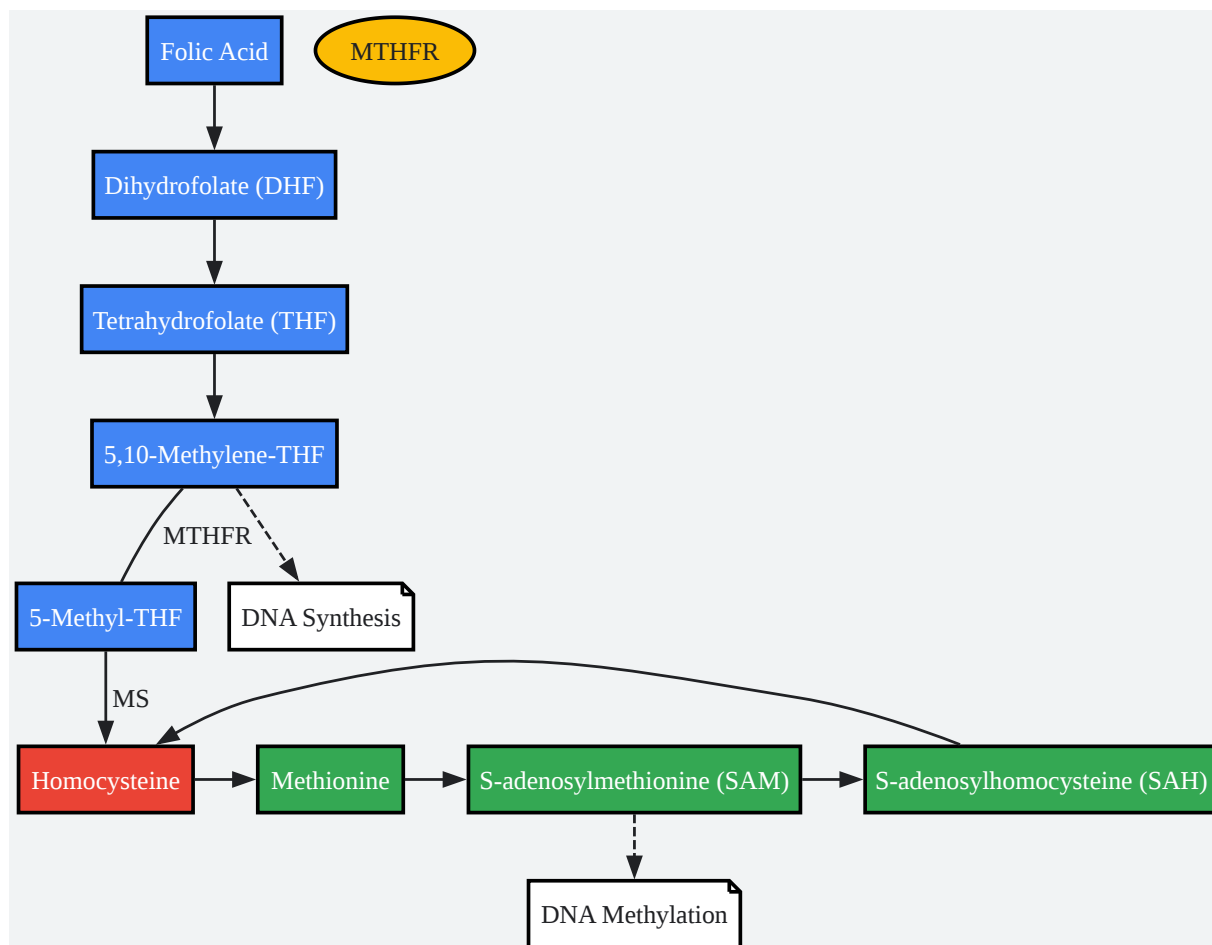 Folic Acid
MTHFR
Dihydrofolate (DHF)
Tetrahydrofolate (THF)
5,10-Methylene-THF
MTHFR
5-Methyl-THF
DNA Synthesis
MS
Homocysteine
Methionine
S-adenosylmethionine (SAM)
S-adenosylhomocysteine (SAH)
DNA Methylation